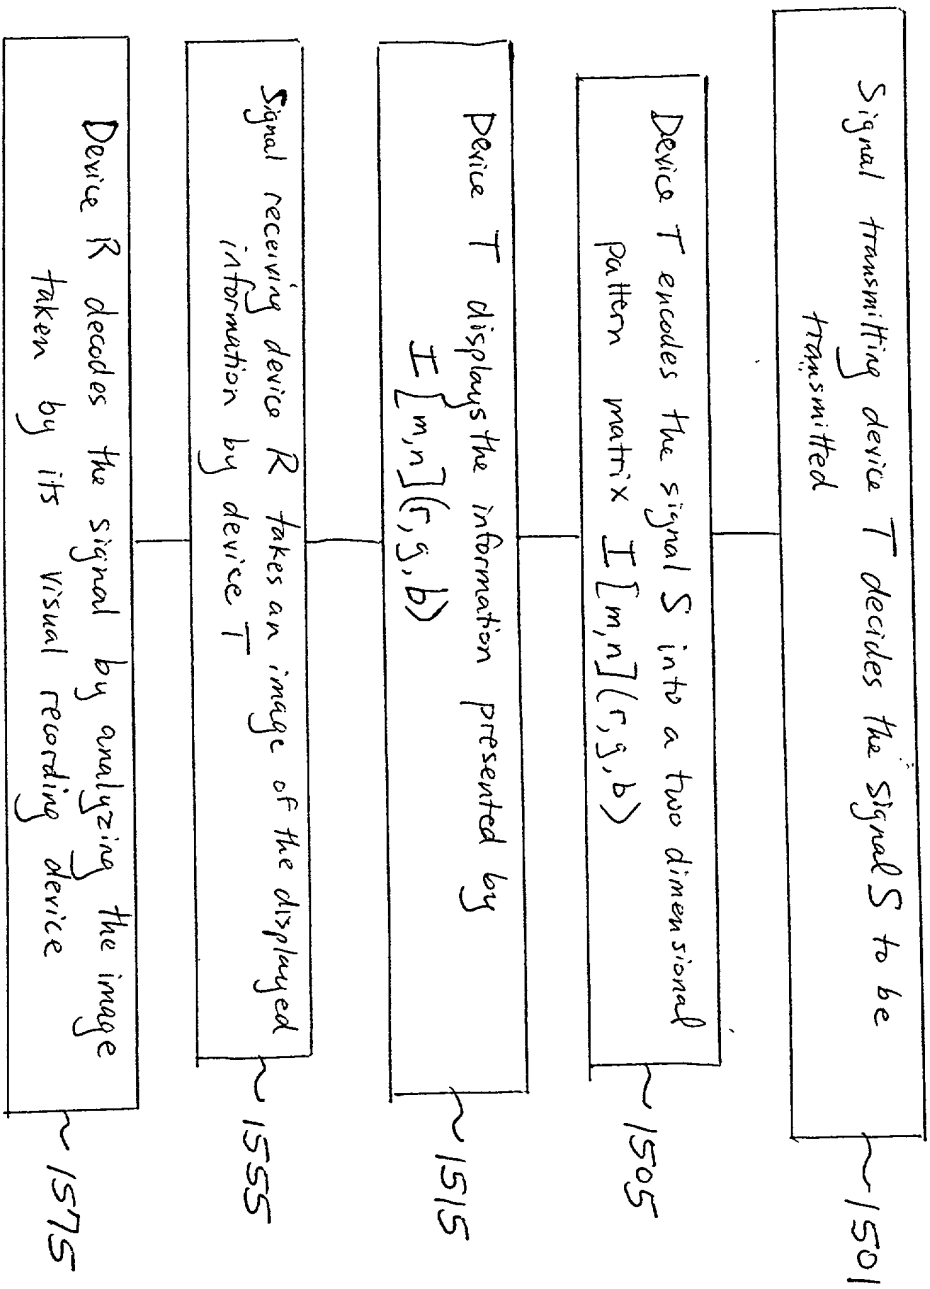 Signal transmitting device T decides the signal S to be
transmitted
~1501
Device T encodes the signal S into a two dimensional
pattern matrix I[m,n](r,g,b)
~1505
Device T displays the information presented by
I[m,n](r,g,b)
~1515
Signal receiving device R takes an image of the displayed
information by device T
~1555
Device R decodes the signal by analyzing the image
taken by its visual recording device
~1575